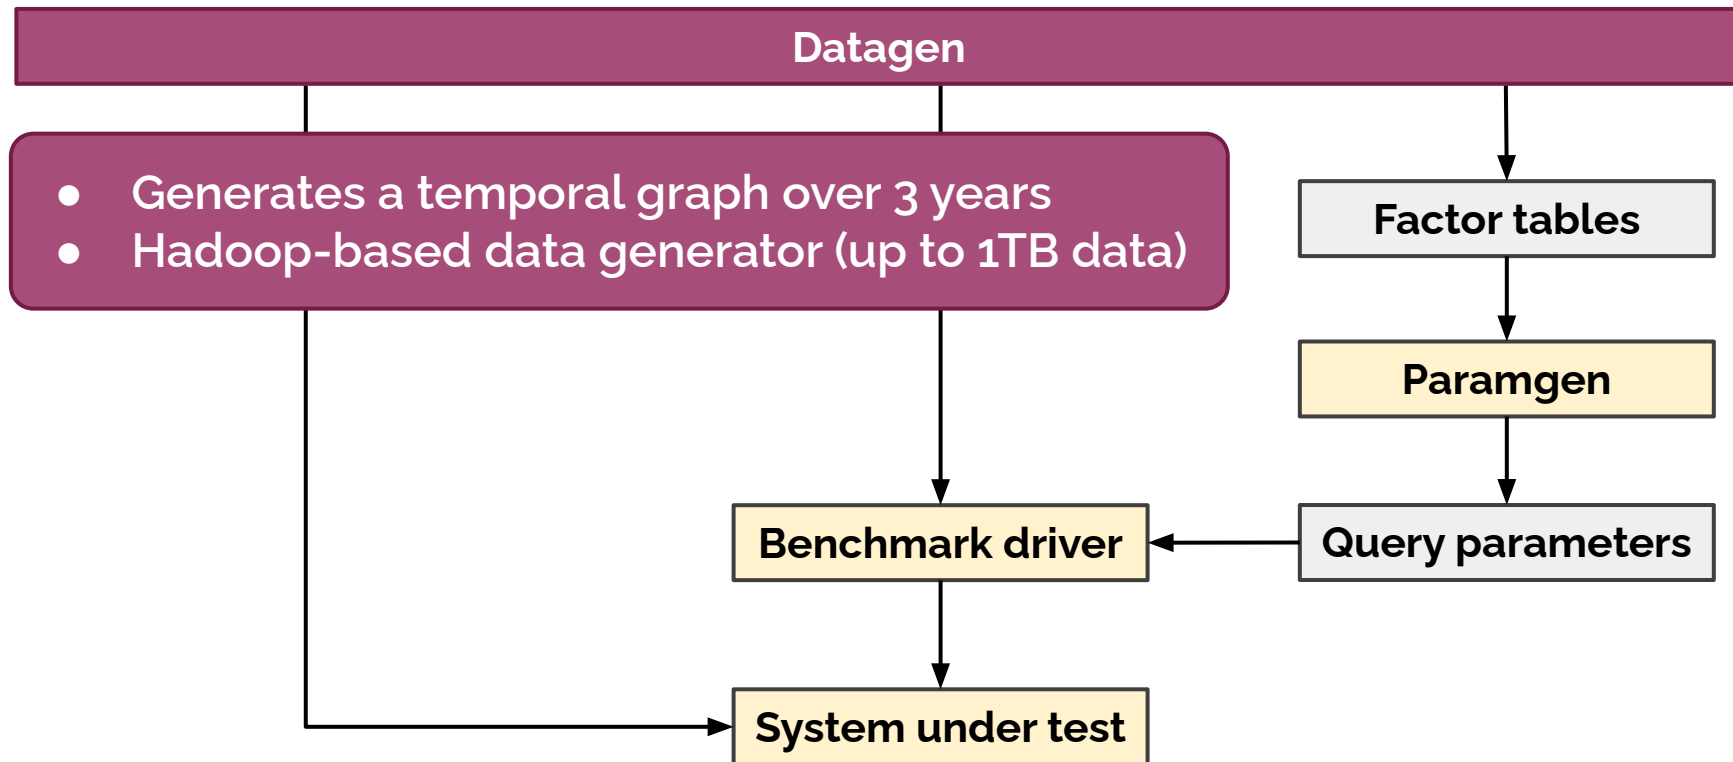 Datagen
● Generates a temporal graph over 3 years
● Hadoop-based data generator (up to 1TB data)
Factor tables
Paramgen
Benchmark driver
Query parameters
System under test